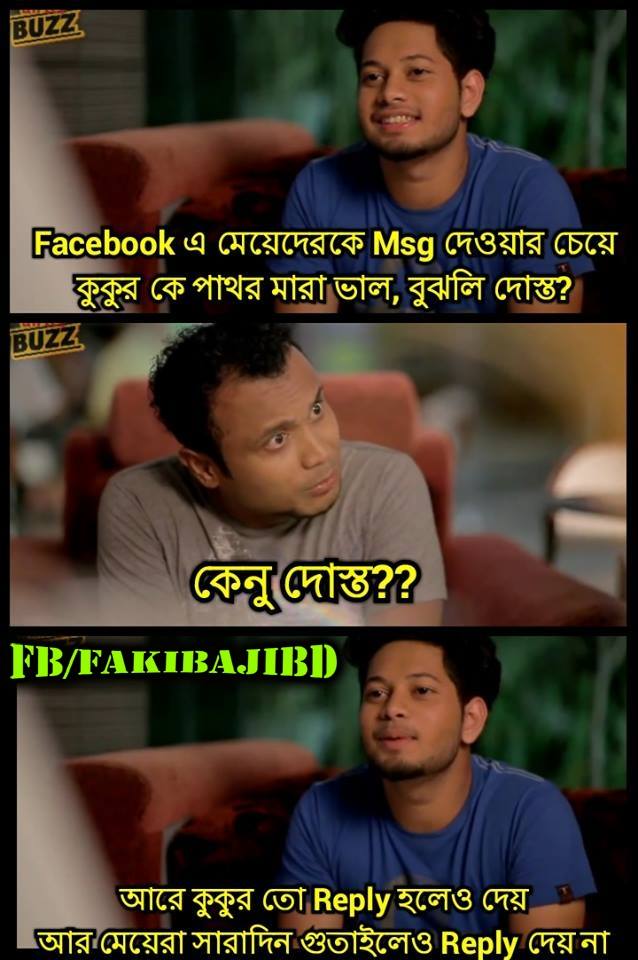 BUZZ
Facebook এ মেয়েদেরকে Msg দেওয়ার চেয়ে
কুকুর কে পাথর মারা ভাল, বুঝলি দোস্ত?
BUZZ
কেনু দোস্ত??
FB/FAKIBAJIBD
আরে কুকুর তো Reply হলেও দেয়
আর মেয়েরা সারাদিন গুতাইলেও Reply দেয় না